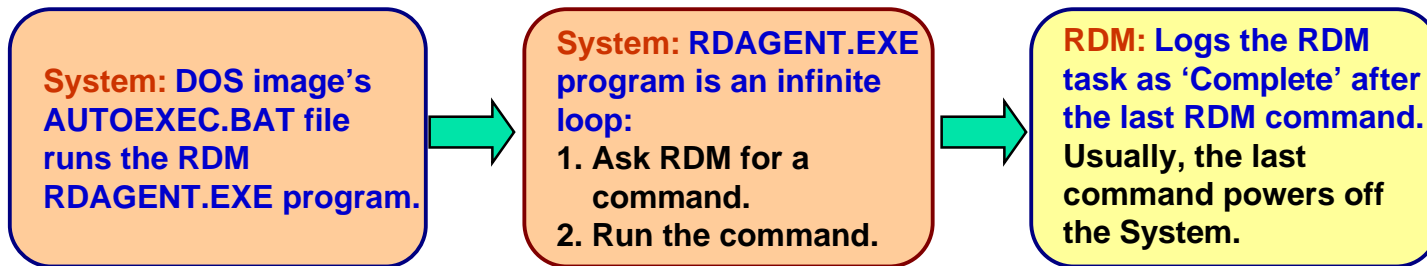 System: DOS image's
AUTOEXEC.BAT file
runs the RDM
RDAGENT.EXE program.
System: RDAGENT.EXE
program is an infinite
loop:
1. Ask RDM for a
command.
2. Run the command.
RDM: Logs the RDM
task as ‘Complete’ after
the last RDM command.
Usually, the last
command powers off
the System.